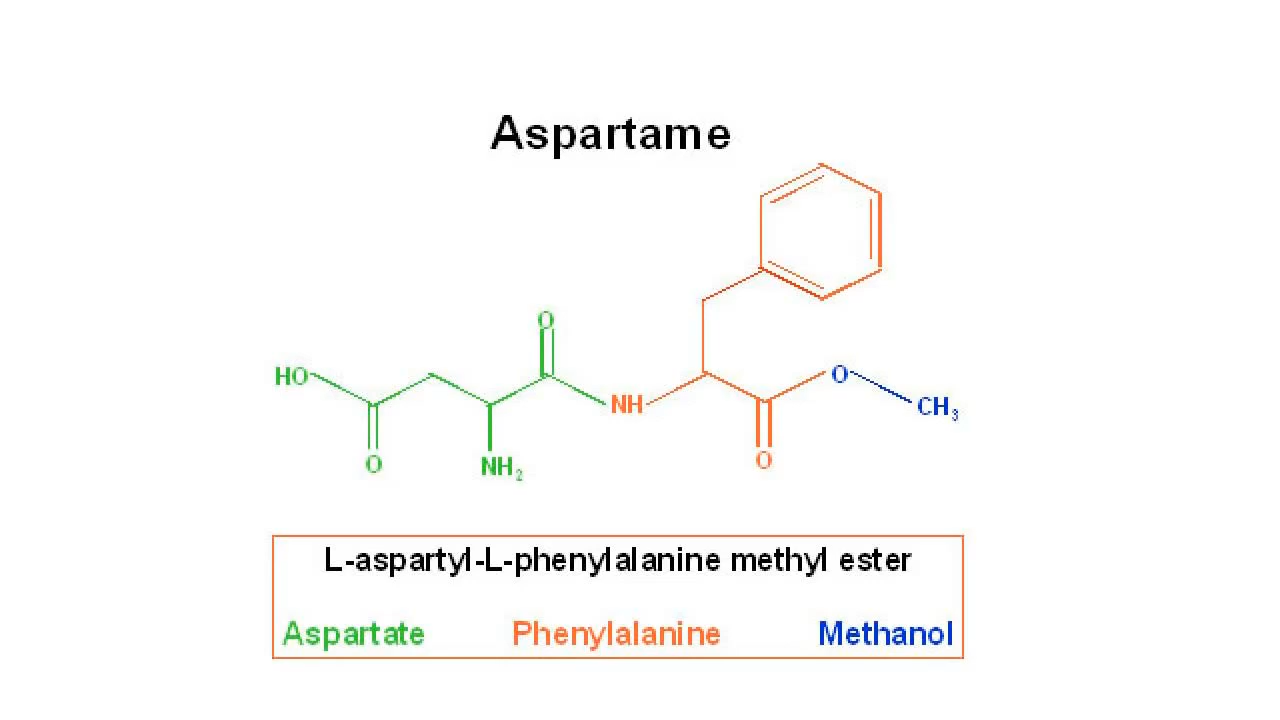 Aspartame
O
HO
O
CH₃
NH
O
O
NH₂
L-aspartyl-L-phenylalanine methyl ester
Aspartate Phenylalanine Methanol